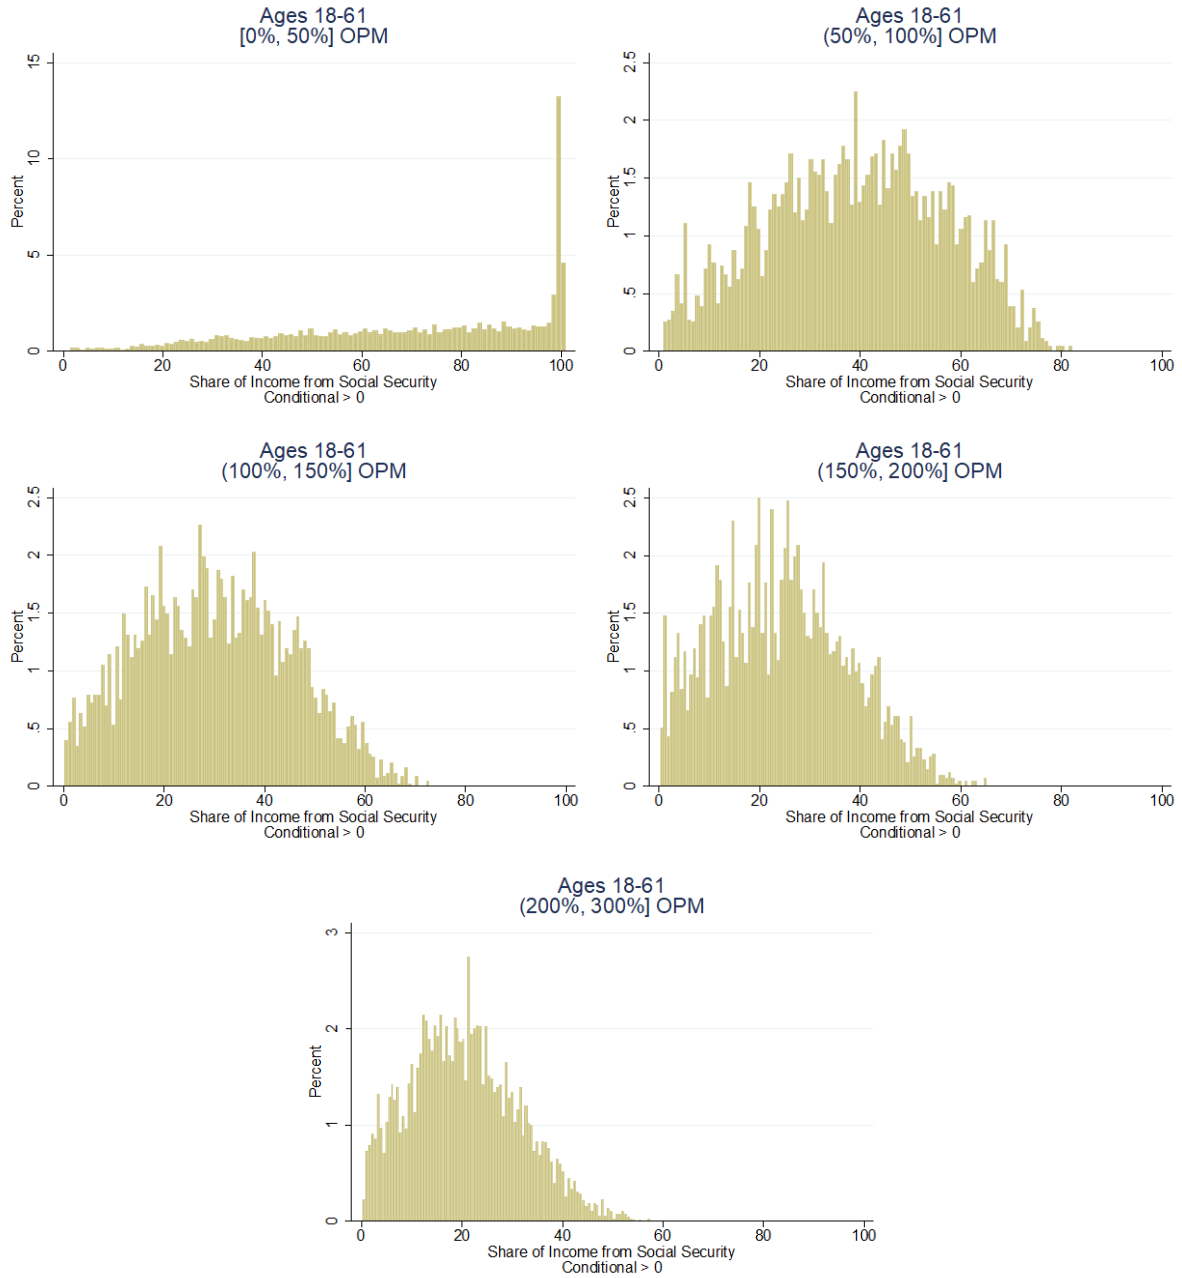 Ages 18-61
[0%, 50%] OPM
15
10
5
0
Percent
0 20 40 60 80 100
Share of Income from Social Security
Conditional > 0
Ages 18-61
(50%, 100%] OPM
2.5
2
1.5
1
.5
0
Percent
0 20 40 60 80 100
Share of Income from Social Security
Conditional > 0
Ages 18-61
(100%, 150%] OPM
2.5
2
1.5
1
.5
0
Percent
0 20 40 60 80 100
Share of Income from Social Security
Conditional > 0
Ages 18-61
(150%, 200%] OPM
2.5
2
1.5
1
.5
0
Percent
0 20 40 60 80 100
Share of Income from Social Security
Conditional > 0
Ages 18-61
(200%, 300%] OPM
3
2
1
0
Percent
0 20 40 60 80 100
Share of Income from Social Security
Conditional > 0